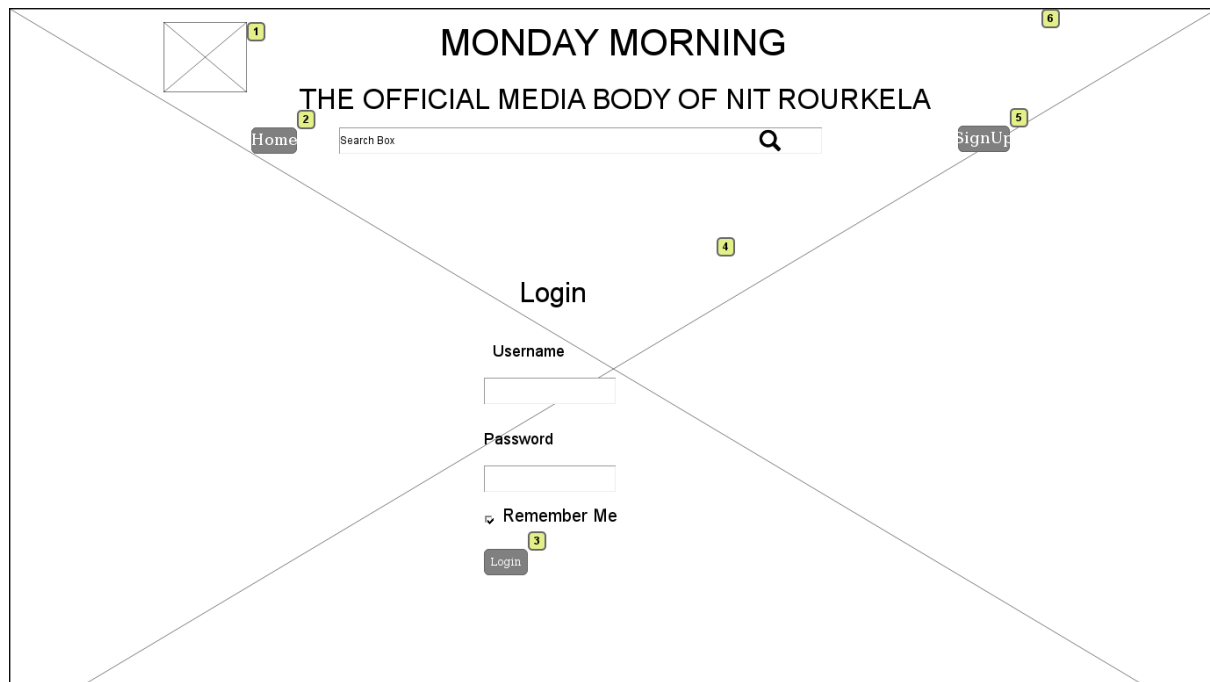 1
6
MONDAY MORNING
THE OFFICIAL MEDIA BODY OF NIT ROURKELA
2
5
Home
Search Box
SignUp
4
Login
Username
Password
Remember Me
3
Login